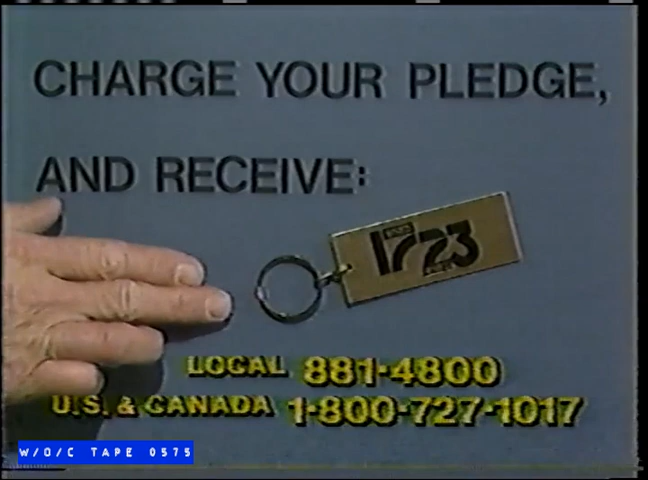 CHARGE YOUR PLEDGE,
AND RECEIVE:
1723
LOCAL 881-4800
U.S. & CANADA 1-800-727-1017
W/O/C TAPE 0575